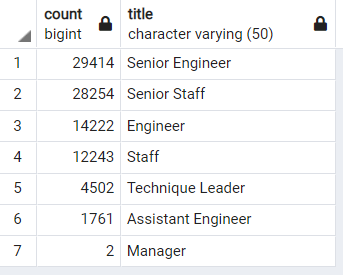 count title
bigint character varying (50)
1 29414 Senior Engineer
2 28254 Senior Staff
3 14222 Engineer
4 12243 Staff
5 4502 Technique Leader
6 1761 Assistant Engineer
7 2 Manager